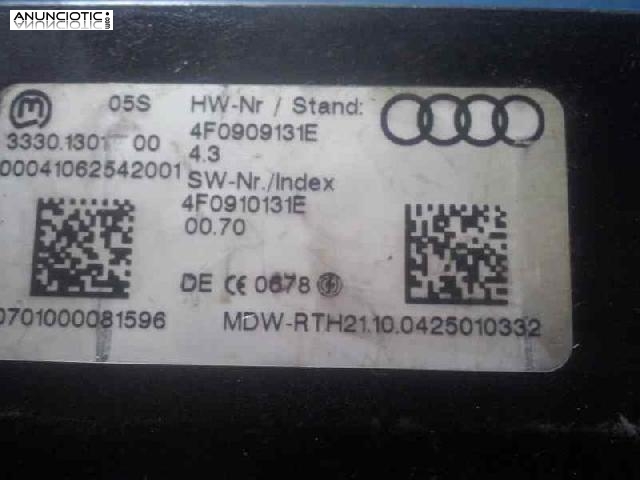 ANUNCIOTIC.com
05S
HW-Nr / Stand:
3330.1301 00
4F0909131E
4.3
00041062542001
SW-Nr./Index
4F0910131E
00.70
DE CE 0678
0701000081596
MDW-RTH21.10.0425010332